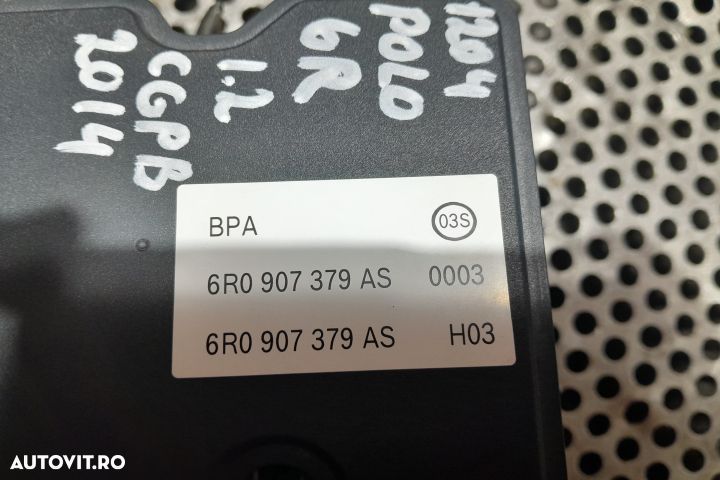 1204
POLO
6R
1.2
CGPB
2014
BPA 03S
6R0 907 379 AS 0003
6R0 907 379 AS H03
AUTOVIT.RO